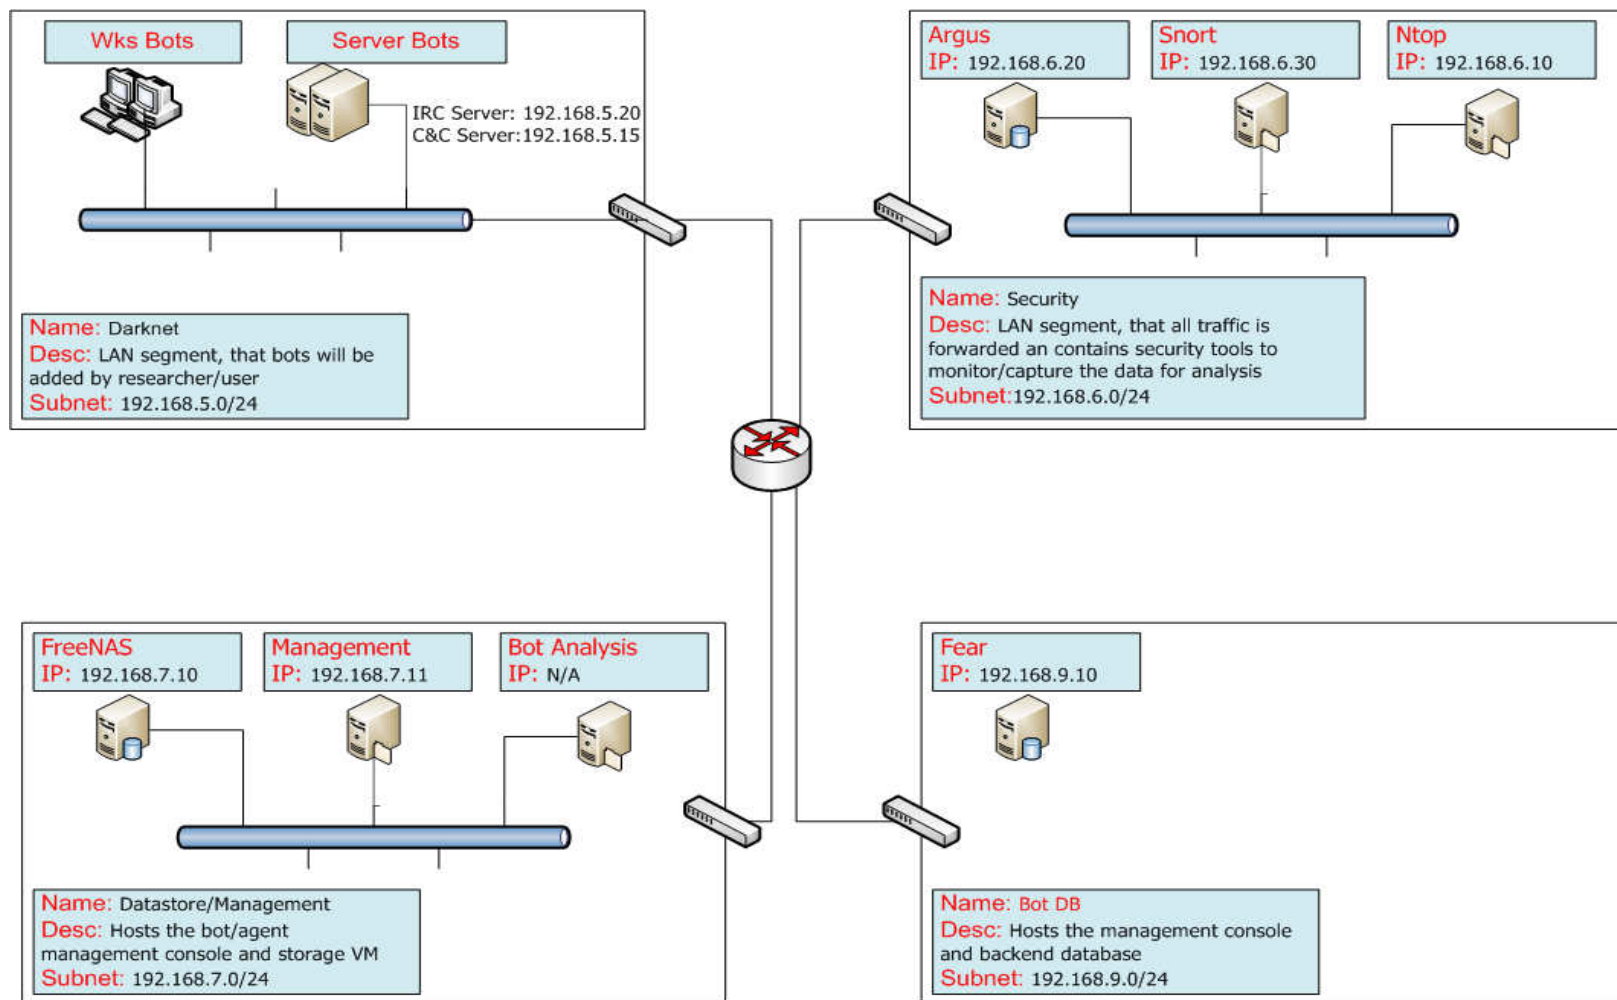 Wks Bots
Server Bots
IRC Server: 192.168.5.20
C&C Server:192.168.5.15
Name: Darknet
Desc: LAN segment, that bots will be
added by researcher/user
Subnet: 192.168.5.0/24
Argus
IP: 192.168.6.20
Snort
IP: 192.168.6.30
Ntop
IP: 192.168.6.10
Name: Security
Desc: LAN segment, that all traffic is
forwarded an contains security tools to
monitor/capture the data for analysis
Subnet:192.168.6.0/24
FreeNAS
IP: 192.168.7.10
Management
IP: 192.168.7.11
Bot Analysis
IP: N/A
Name: Datastore/Management
Desc: Hosts the bot/agent
management console and storage VM
Subnet: 192.168.7.0/24
Fear
IP: 192.168.9.10
Name: Bot DB
Desc: Hosts the management console
and backend database
Subnet: 192.168.9.0/24